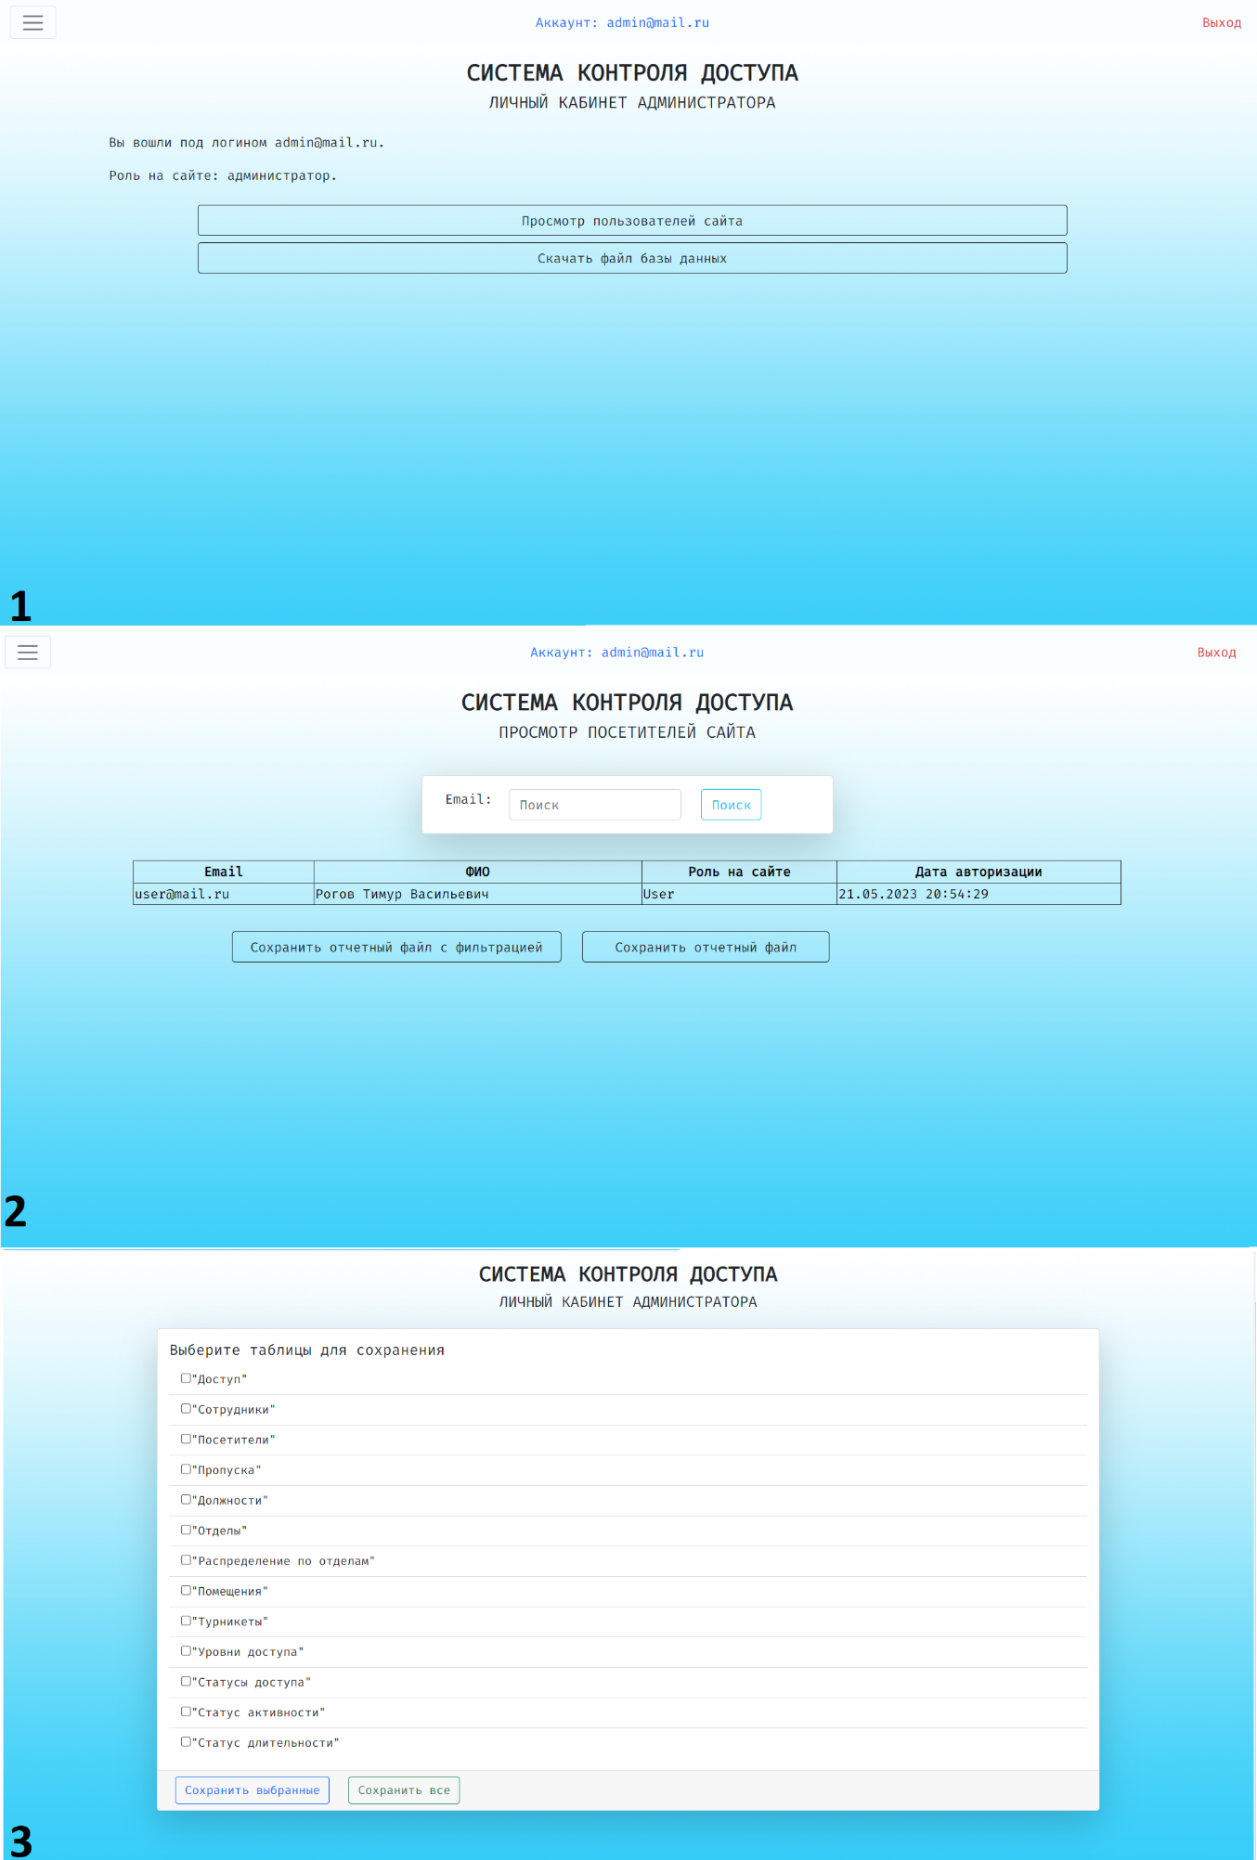 Аккаунт: admin@mail.ru
Выход
СИСТЕМА КОНТРОЛЯ ДОСТУПА
ЛИЧНЫЙ КАБИНЕТ АДМИНИСТРАТОРА
Вы вошли под логином admin@mail.ru.
Роль на сайте: администратор.
Просмотр пользователей сайта
Скачать файл базы данных
1
Аккаунт: admin@mail.ru
Выход
СИСТЕМА КОНТРОЛЯ ДОСТУПА
ПРОСМОТР ПОСЕТИТЕЛЕЙ САЙТА
Email: Поиск Поиск
Email ФИО Роль на сайте Дата авторизации
user@mail.ru Рогов Тимур Васильевич User 21.05.2023 20:54:29
Сохранить отчетный файл с фильтрацией Сохранить отчетный файл
2
СИСТЕМА КОНТРОЛЯ ДОСТУПА
ЛИЧНЫЙ КАБИНЕТ АДМИНИСТРАТОРА
Выберите таблицы для сохранения
"Доступ"
"Сотрудники"
"Посетители"
"Пропуска"
"Должности"
"Отделы"
"Распределение по отделам"
"Помещения"
"Турникеты"
"Уровни доступа"
"Статусы доступа"
"Статус активности"
"Статус длительности"
Сохранить выбранные Сохранить все
3